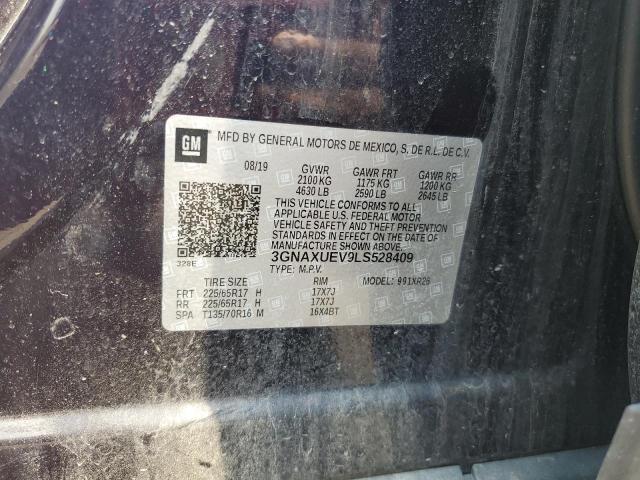 GM
MFD BY GENERAL MOTORS DE MEXICO, S. DE R.L. DE C.V.
08/19 GVWR GAWR FRT GAWR RR
2100 KG 1175 KG 1200 KG
4630 LB 2590 LB 2645 LB
THIS VEHICLE CONFORMS TO ALL
APPLICABLE U.S. FEDERAL MOTOR
VEHICLE SAFETY AND THEFT PREVENTION
STANDARDS IN EFFECT ON THE DATE OF
MANUFACTURE SHOWN ABOVE.
328E 3GNAXUEV9LS528409
TYPE: M.P.V.
TIRE SIZE RIM MODEL: 991XR26
FRT 225/65R17 H 17X7J
RR 225/65R17 H 17X7J
SPA T135/70R16 M 16X4BT